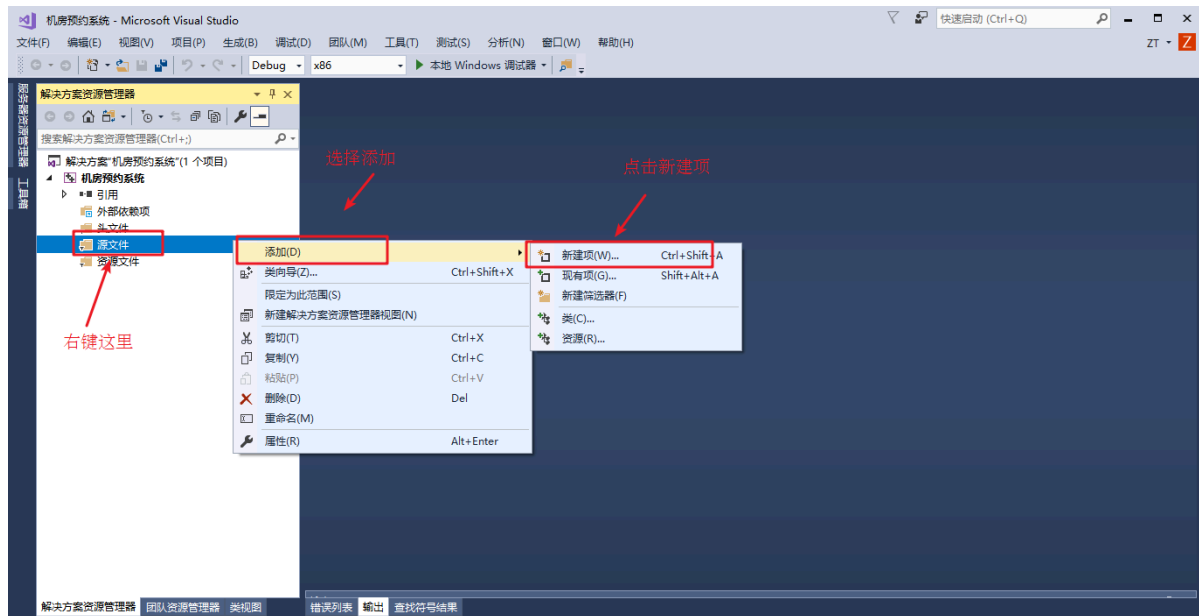 机房预约系统 - Microsoft Visual Studio
快速启动 (Ctrl+Q)
文件(F) 编辑(E) 视图(V) 项目(P) 生成(B) 调试(D) 团队(M) 工具(T) 测试(S) 分析(N) 窗口(W) 帮助(H)
ZT Z
Debug x86 本地 Windows 调试器
服务器资源管理器
工具箱
解决方案资源管理器
搜索解决方案资源管理器(Ctrl+;)
解决方案"机房预约系统"(1 个项目)
机房预约系统
引用
外部依赖项
头文件
源文件
资源文件
右键这里
选择添加
点击新建项
添加(D)
类向导(Z)... Ctrl+Shift+X
限定为此范围(S)
新建解决方案资源管理器视图(N)
剪切(T) Ctrl+X
复制(Y) Ctrl+C
粘贴(P) Ctrl+V
删除(D) Del
重命名(M)
属性(R) Alt+Enter
新建项(W)... Ctrl+Shift+A
现有项(G)... Shift+Alt+A
新建筛选器(F)
类(C)...
资源(R)...
解决方案资源管理器 团队资源管理器 类视图
错误列表 输出 查找符号结果